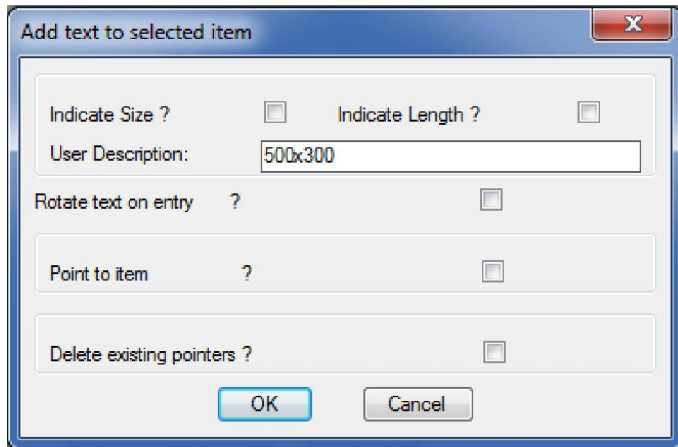 Add text to selected item
Indicate Size ? Indicate Length ?
User Description: 500x300
Rotate text on entry ?
Point to item ?
Delete existing pointers ?
OK Cancel